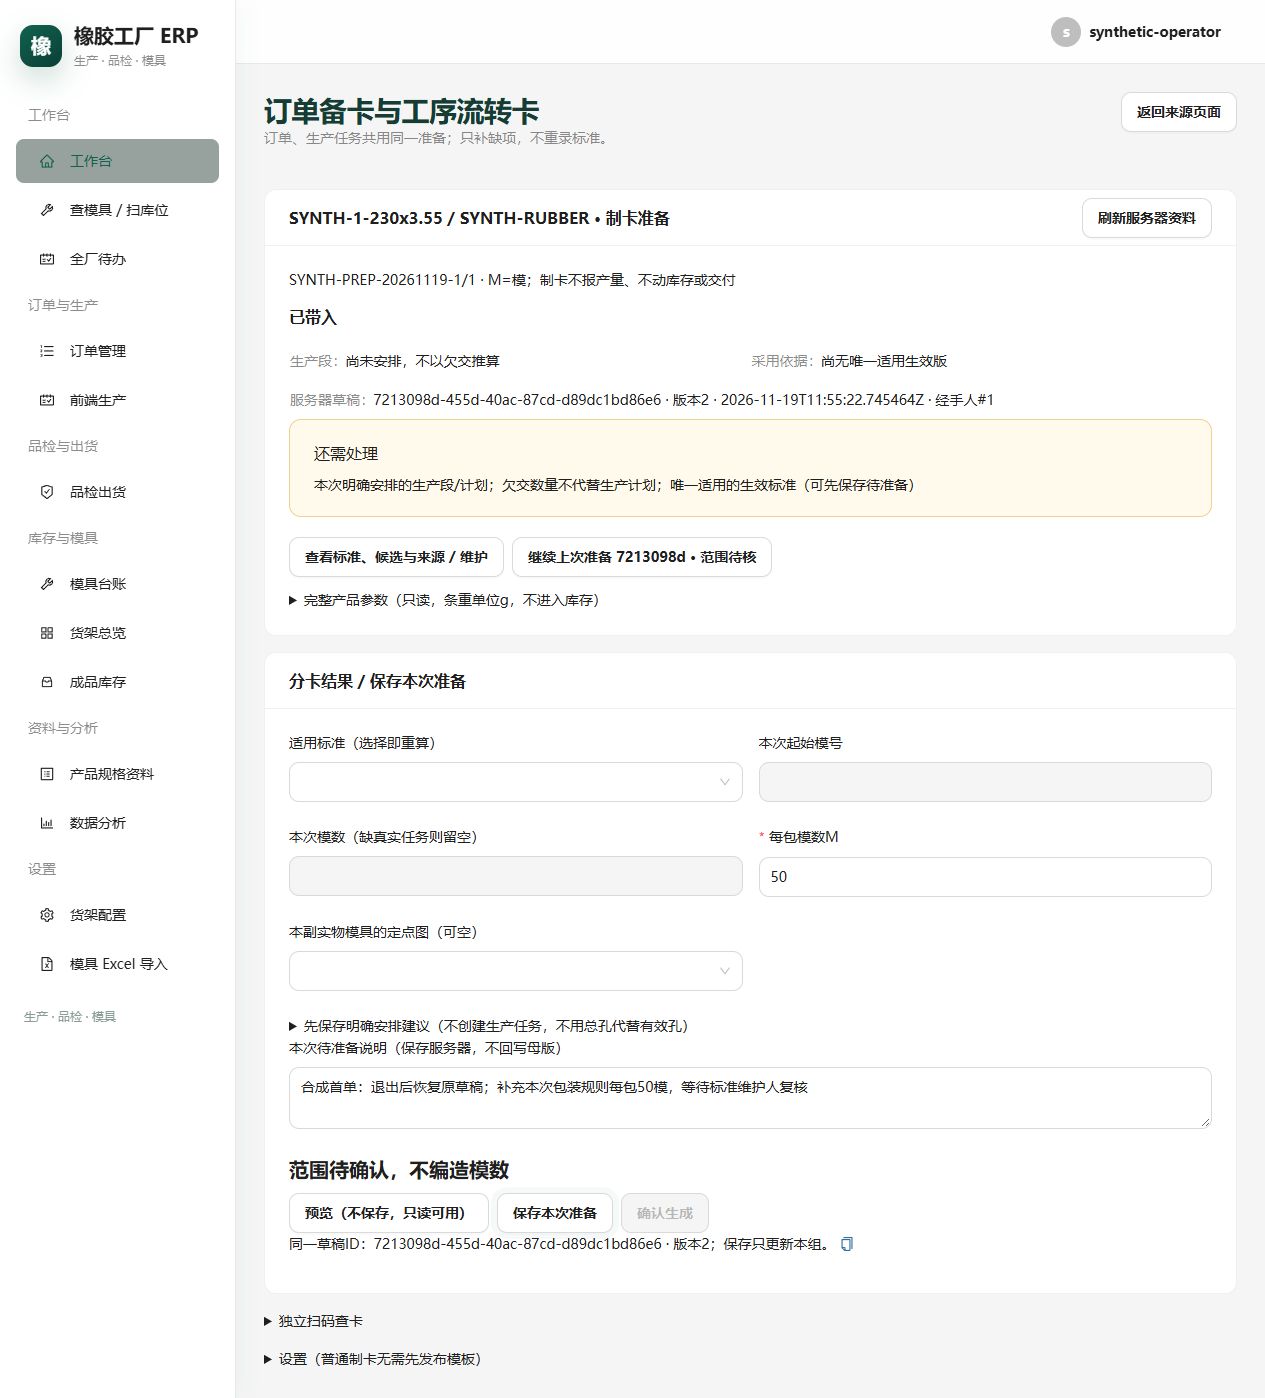 橡
橡胶工厂 ERP
生产 · 品检 · 模具
s
synthetic-operator
工作台
工作台
查模具 / 扫库位
全厂待办
订单与生产
订单管理
前端生产
品检与出货
品检出货
库存与模具
模具台账
货架总览
成品库存
资料与分析
产品规格资料
数据分析
设置
货架配置
模具 Excel 导入
生产 · 品检 · 模具
订单备卡与工序流转卡
订单、生产任务共用同一准备；只补缺项，不重录标准。
返回来源页面
SYNTH-1-230x3.55 / SYNTH-RUBBER • 制卡准备
刷新服务器资料
SYNTH-PREP-20261119-1/1 · M=模；制卡不报产量、不动库存或交付
已带入
生产段：尚未安排，不以欠交推算
采用依据：尚无唯一适用生效版
服务器草稿：7213098d-455d-40ac-87cd-d89dc1bd86e6 · 版本2 · 2026-11-19T11:55:22.745464Z · 经手人#1
还需处理
本次明确安排的生产段/计划；欠交数量不代替生产计划；唯一适用的生效标准（可先保存待准备）
查看标准、候选与来源 / 维护
继续上次准备 7213098d • 范围待核
完整产品参数（只读，条重单位g，不进入库存）
分卡结果 / 保存本次准备
适用标准（选择即重算）
本次起始模号
本次模数（缺真实任务则留空）
* 每包模数M
50
本副实物模具的定点图（可空）
先保存明确安排建议（不创建生产任务，不用总孔代替有效孔）
本次待准备说明（保存服务器，不回写母版）
合成首单：退出后恢复原草稿；补充本次包装规则每包50模，等待标准维护人复核
范围待确认，不编造模数
预览（不保存，只读可用）
保存本次准备
确认生成
同一草稿ID：7213098d-455d-40ac-87cd-d89dc1bd86e6 · 版本2；保存只更新本组。
独立扫码查卡
设置（普通制卡无需先发布模板）